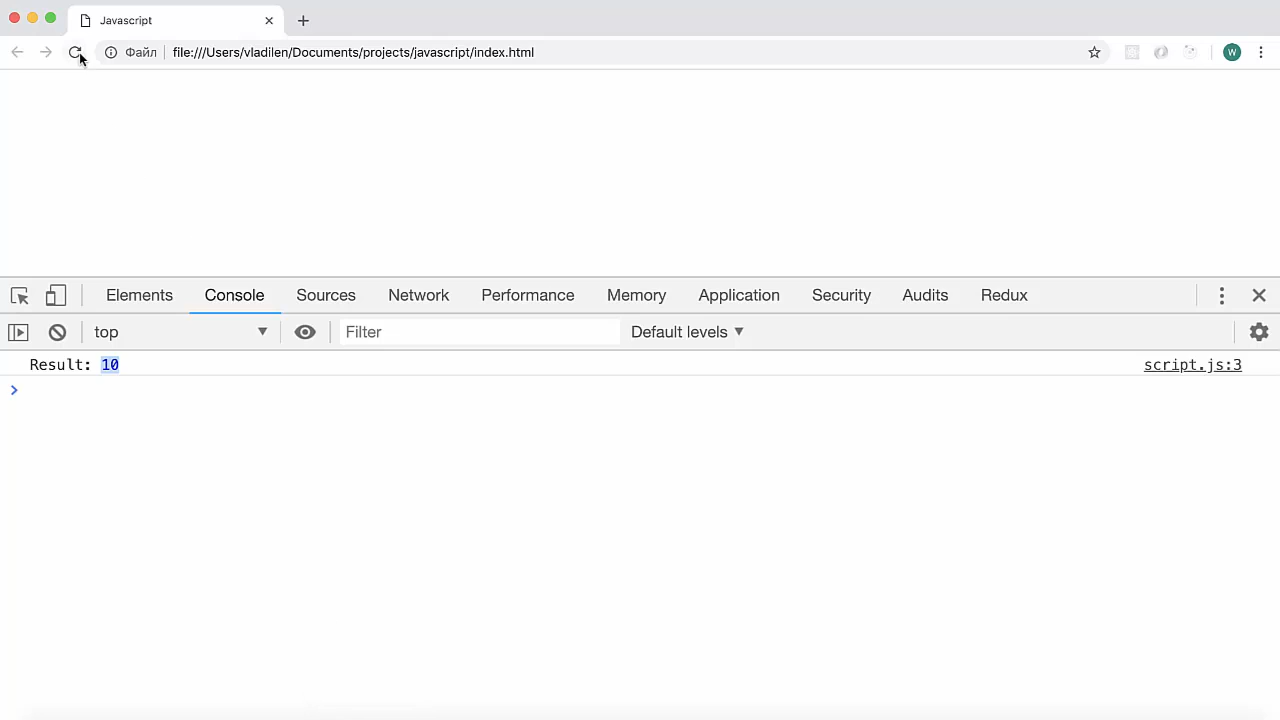 Javascript
Файл file:///Users/vladilen/Documents/projects/javascript/index.html
W
Elements Console Sources Network Performance Memory Application Security Audits Redux
top Filter Default levels
Result: 10 script.js:3